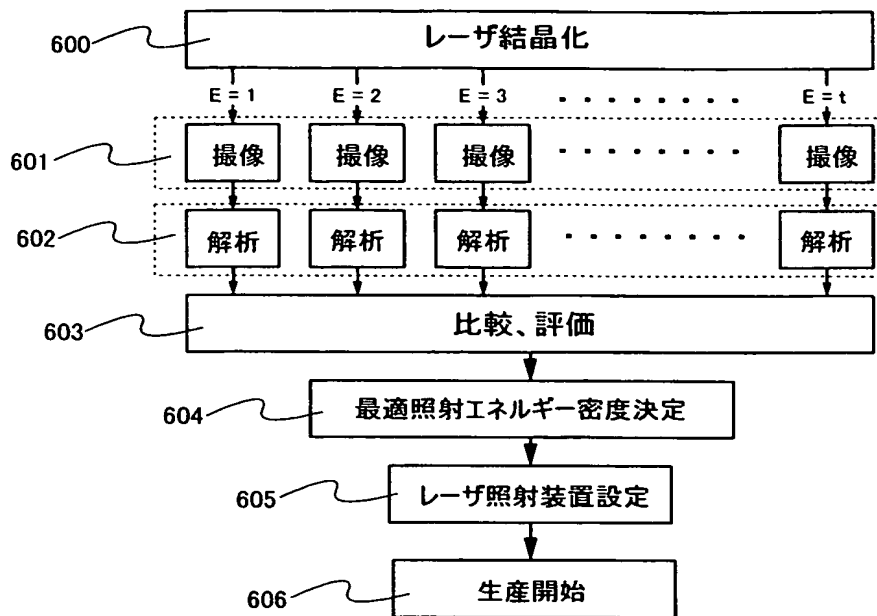 600 レーザ結晶化
E = 1 E = 2 E = 3 ・・・・・・・・ E = t
601 撮像 撮像 撮像 ・・・・・・・・ 撮像
602 解析 解析 解析 ・・・・・・・・ 解析
603 比較、評価
604 最適照射エネルギー密度決定
605 レーザ照射装置設定
606 生産開始